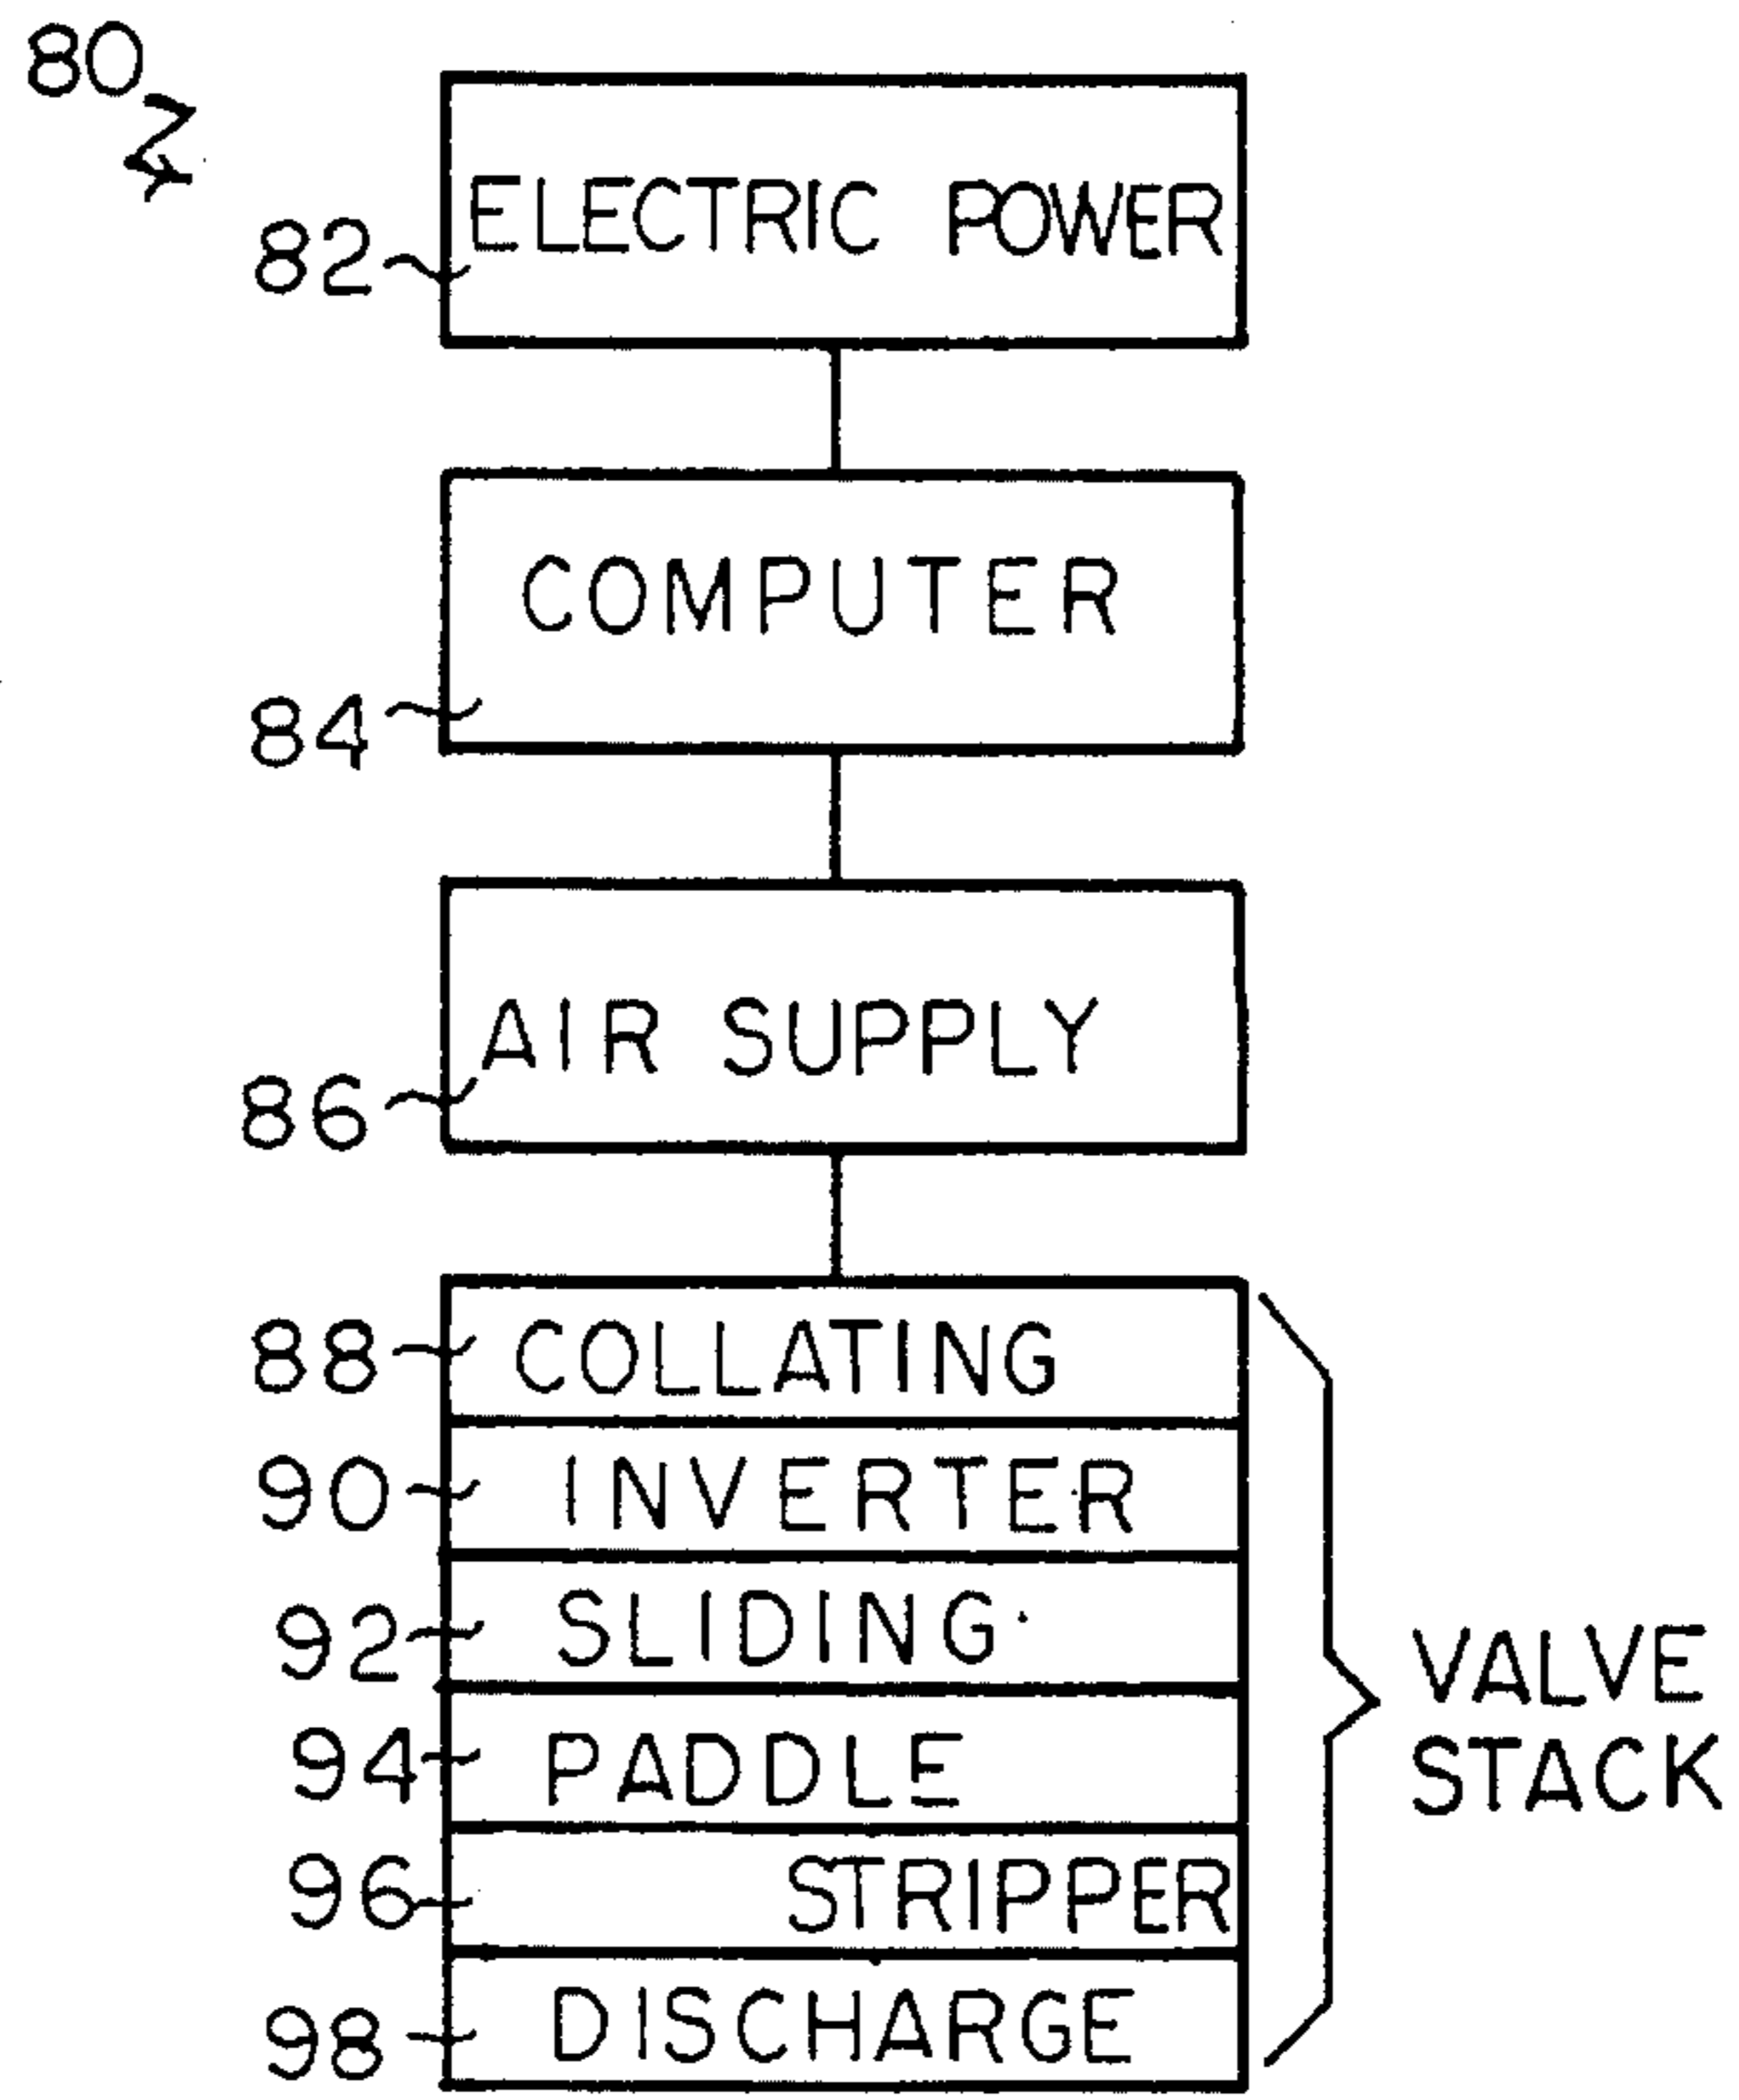 80
ELECTRIC POWER
82
COMPUTER
84
AIR SUPPLY
86
88 COLLATING
90 INVERTER
92 SLIDING
94 PADDLE
96 STRIPPER
98 DISCHARGE
VALVE
STACK